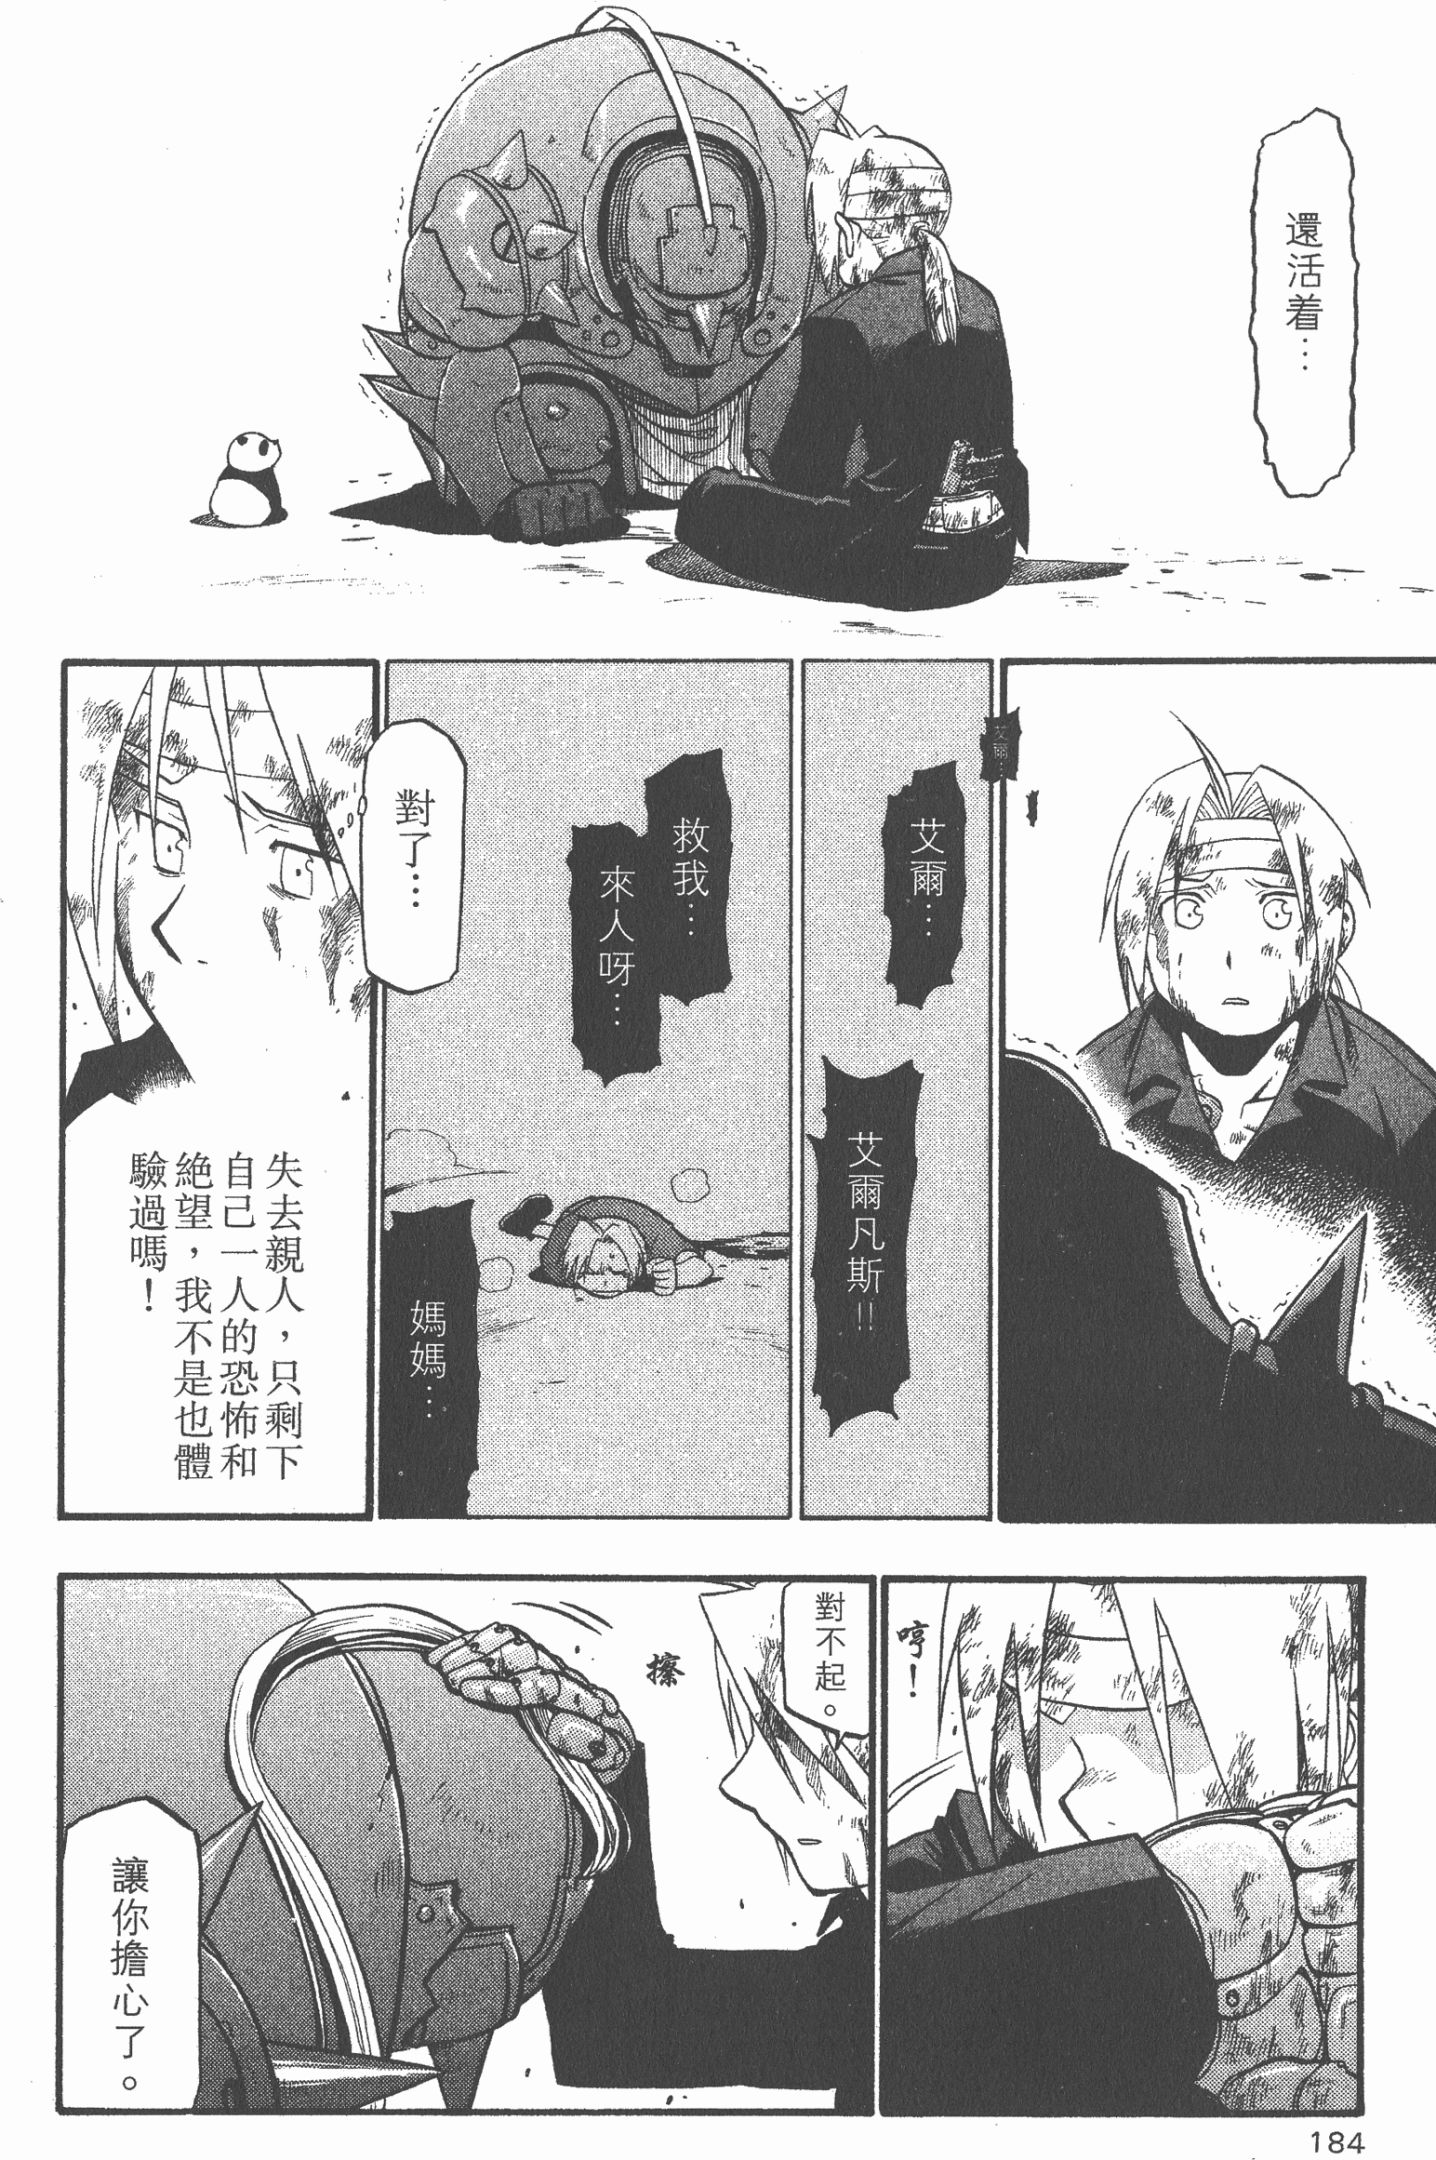 還活着…
艾爾…
艾爾…
艾爾凡斯!!
救我…
來人呀…
媽媽…
對了…
失去親人，只剩下
自己一人的恐怖和
絕望，我不是也體
驗過嗎！
哼！
對不起。
擦
讓你擔心了。
184